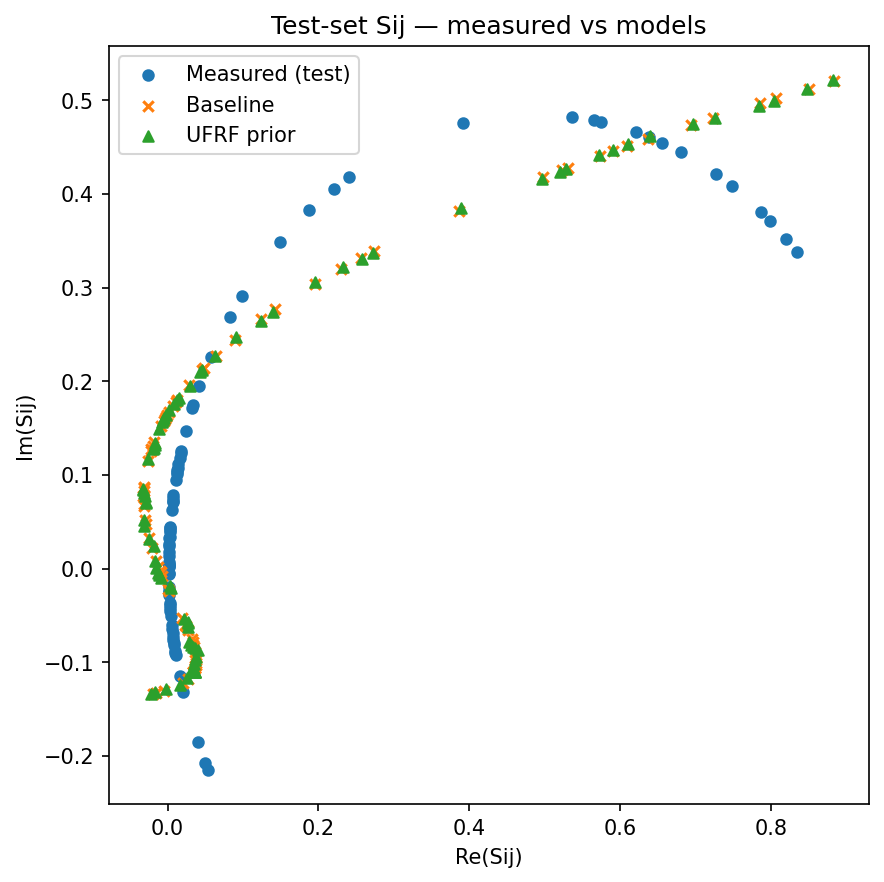 Test-set Sij — measured vs models
Measured (test)
Baseline
UFRF prior
Im(Sij)
0.5
0.4
0.3
0.2
0.1
0.0
−0.1
−0.2
0.0 0.2 0.4 0.6 0.8
Re(Sij)